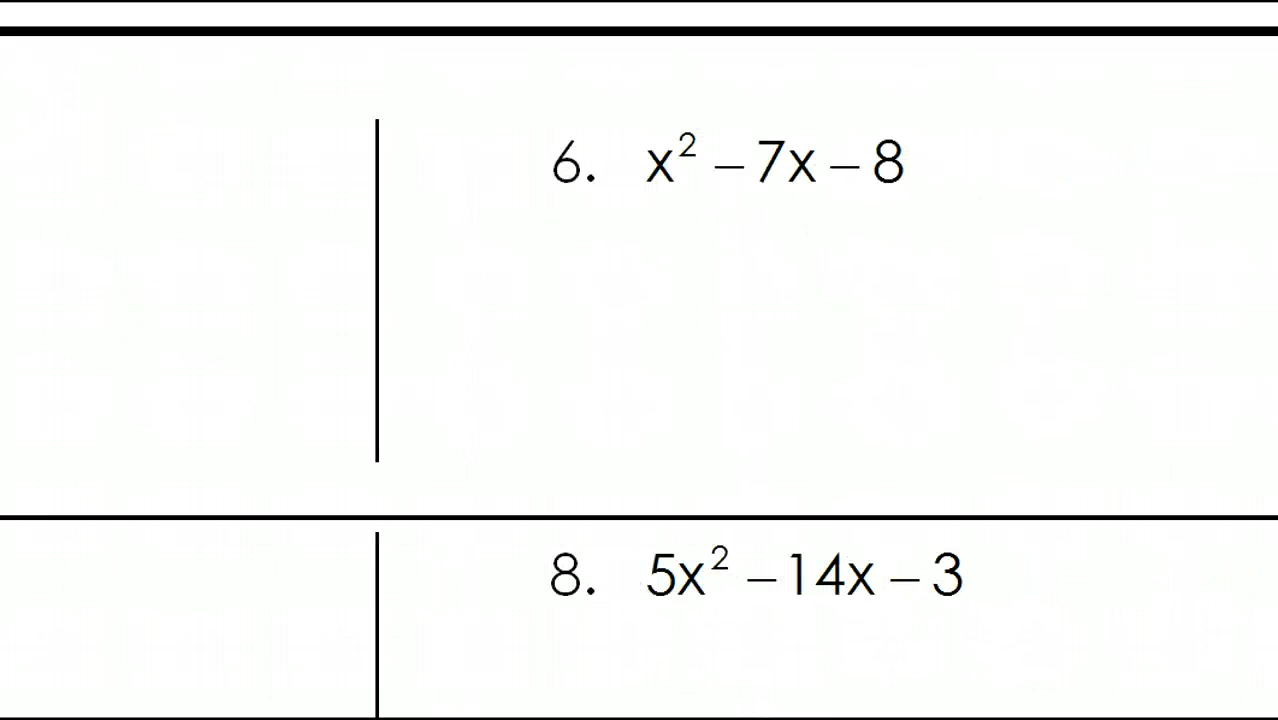 6. x² – 7x – 8
8. 5x² – 14x – 3